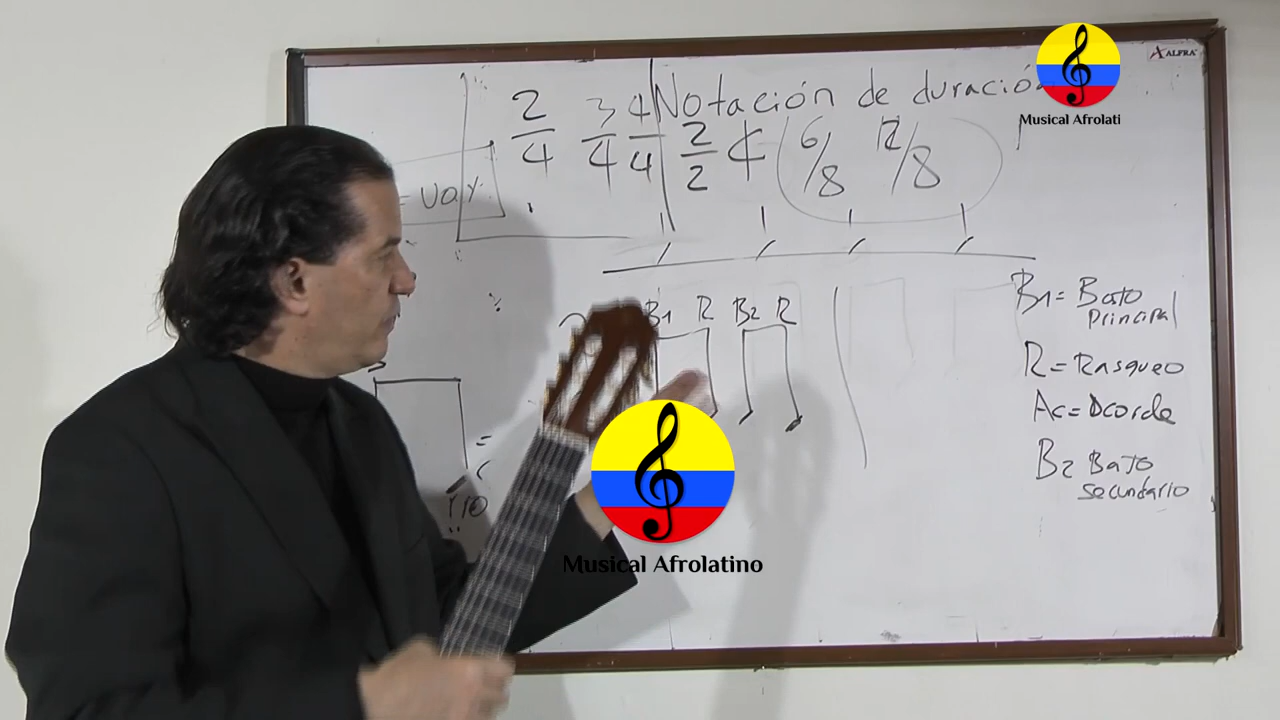 Notación de duración
2/4 3/4 4/4 2/2 ¢ 6/8 12/8
ALFRA
Musical Afrolati
B1 R B2 R
B1 = Bajo
Principal
R = Rasqueo
Ac = Acorde
B2 Bajo
secundario
Musical Afrolatino